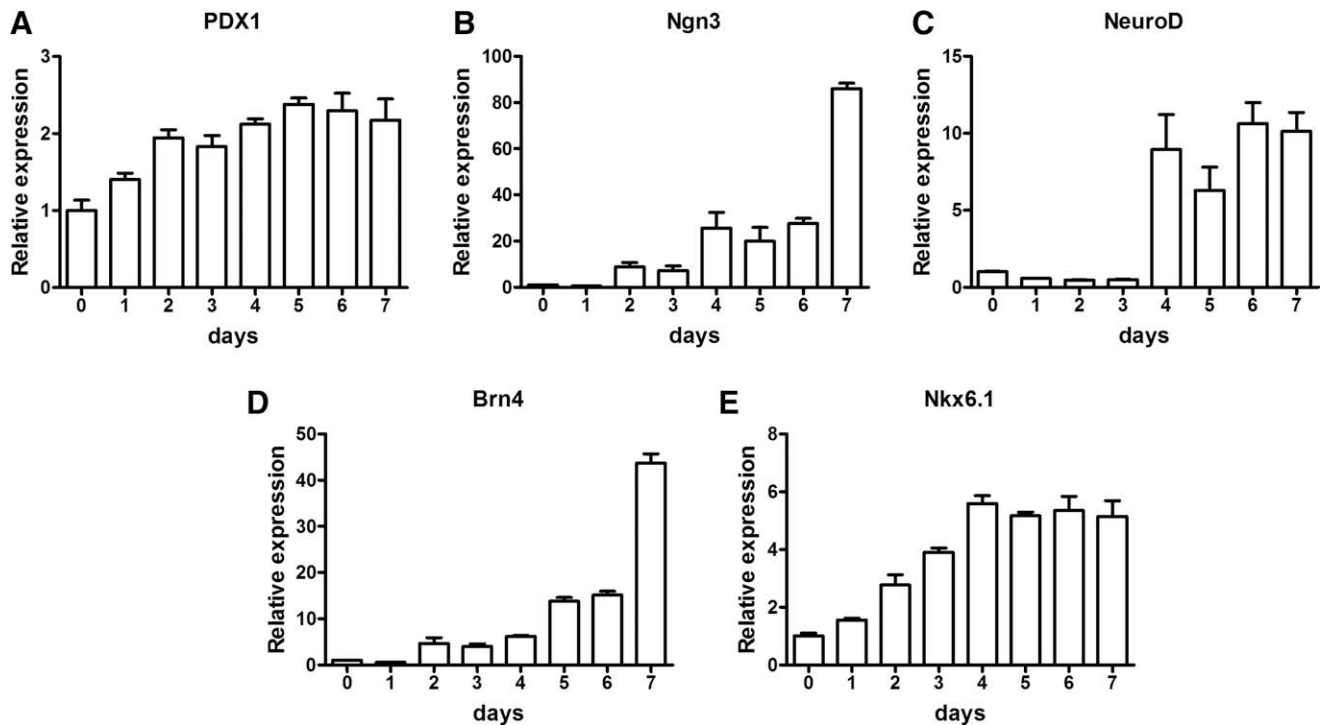 A
PDX1
Relative expression
3
2
1
0
0 1 2 3 4 5 6 7
days
B
Ngn3
Relative expression
100
80
60
40
20
0
0 1 2 3 4 5 6 7
days
C
NeuroD
Relative expression
15
10
5
0
0 1 2 3 4 5 6 7
days
D
Brn4
Relative expression
50
40
30
20
10
0
0 1 2 3 4 5 6 7
days
E
Nkx6.1
Relative expression
8
6
4
2
0
0 1 2 3 4 5 6 7
days